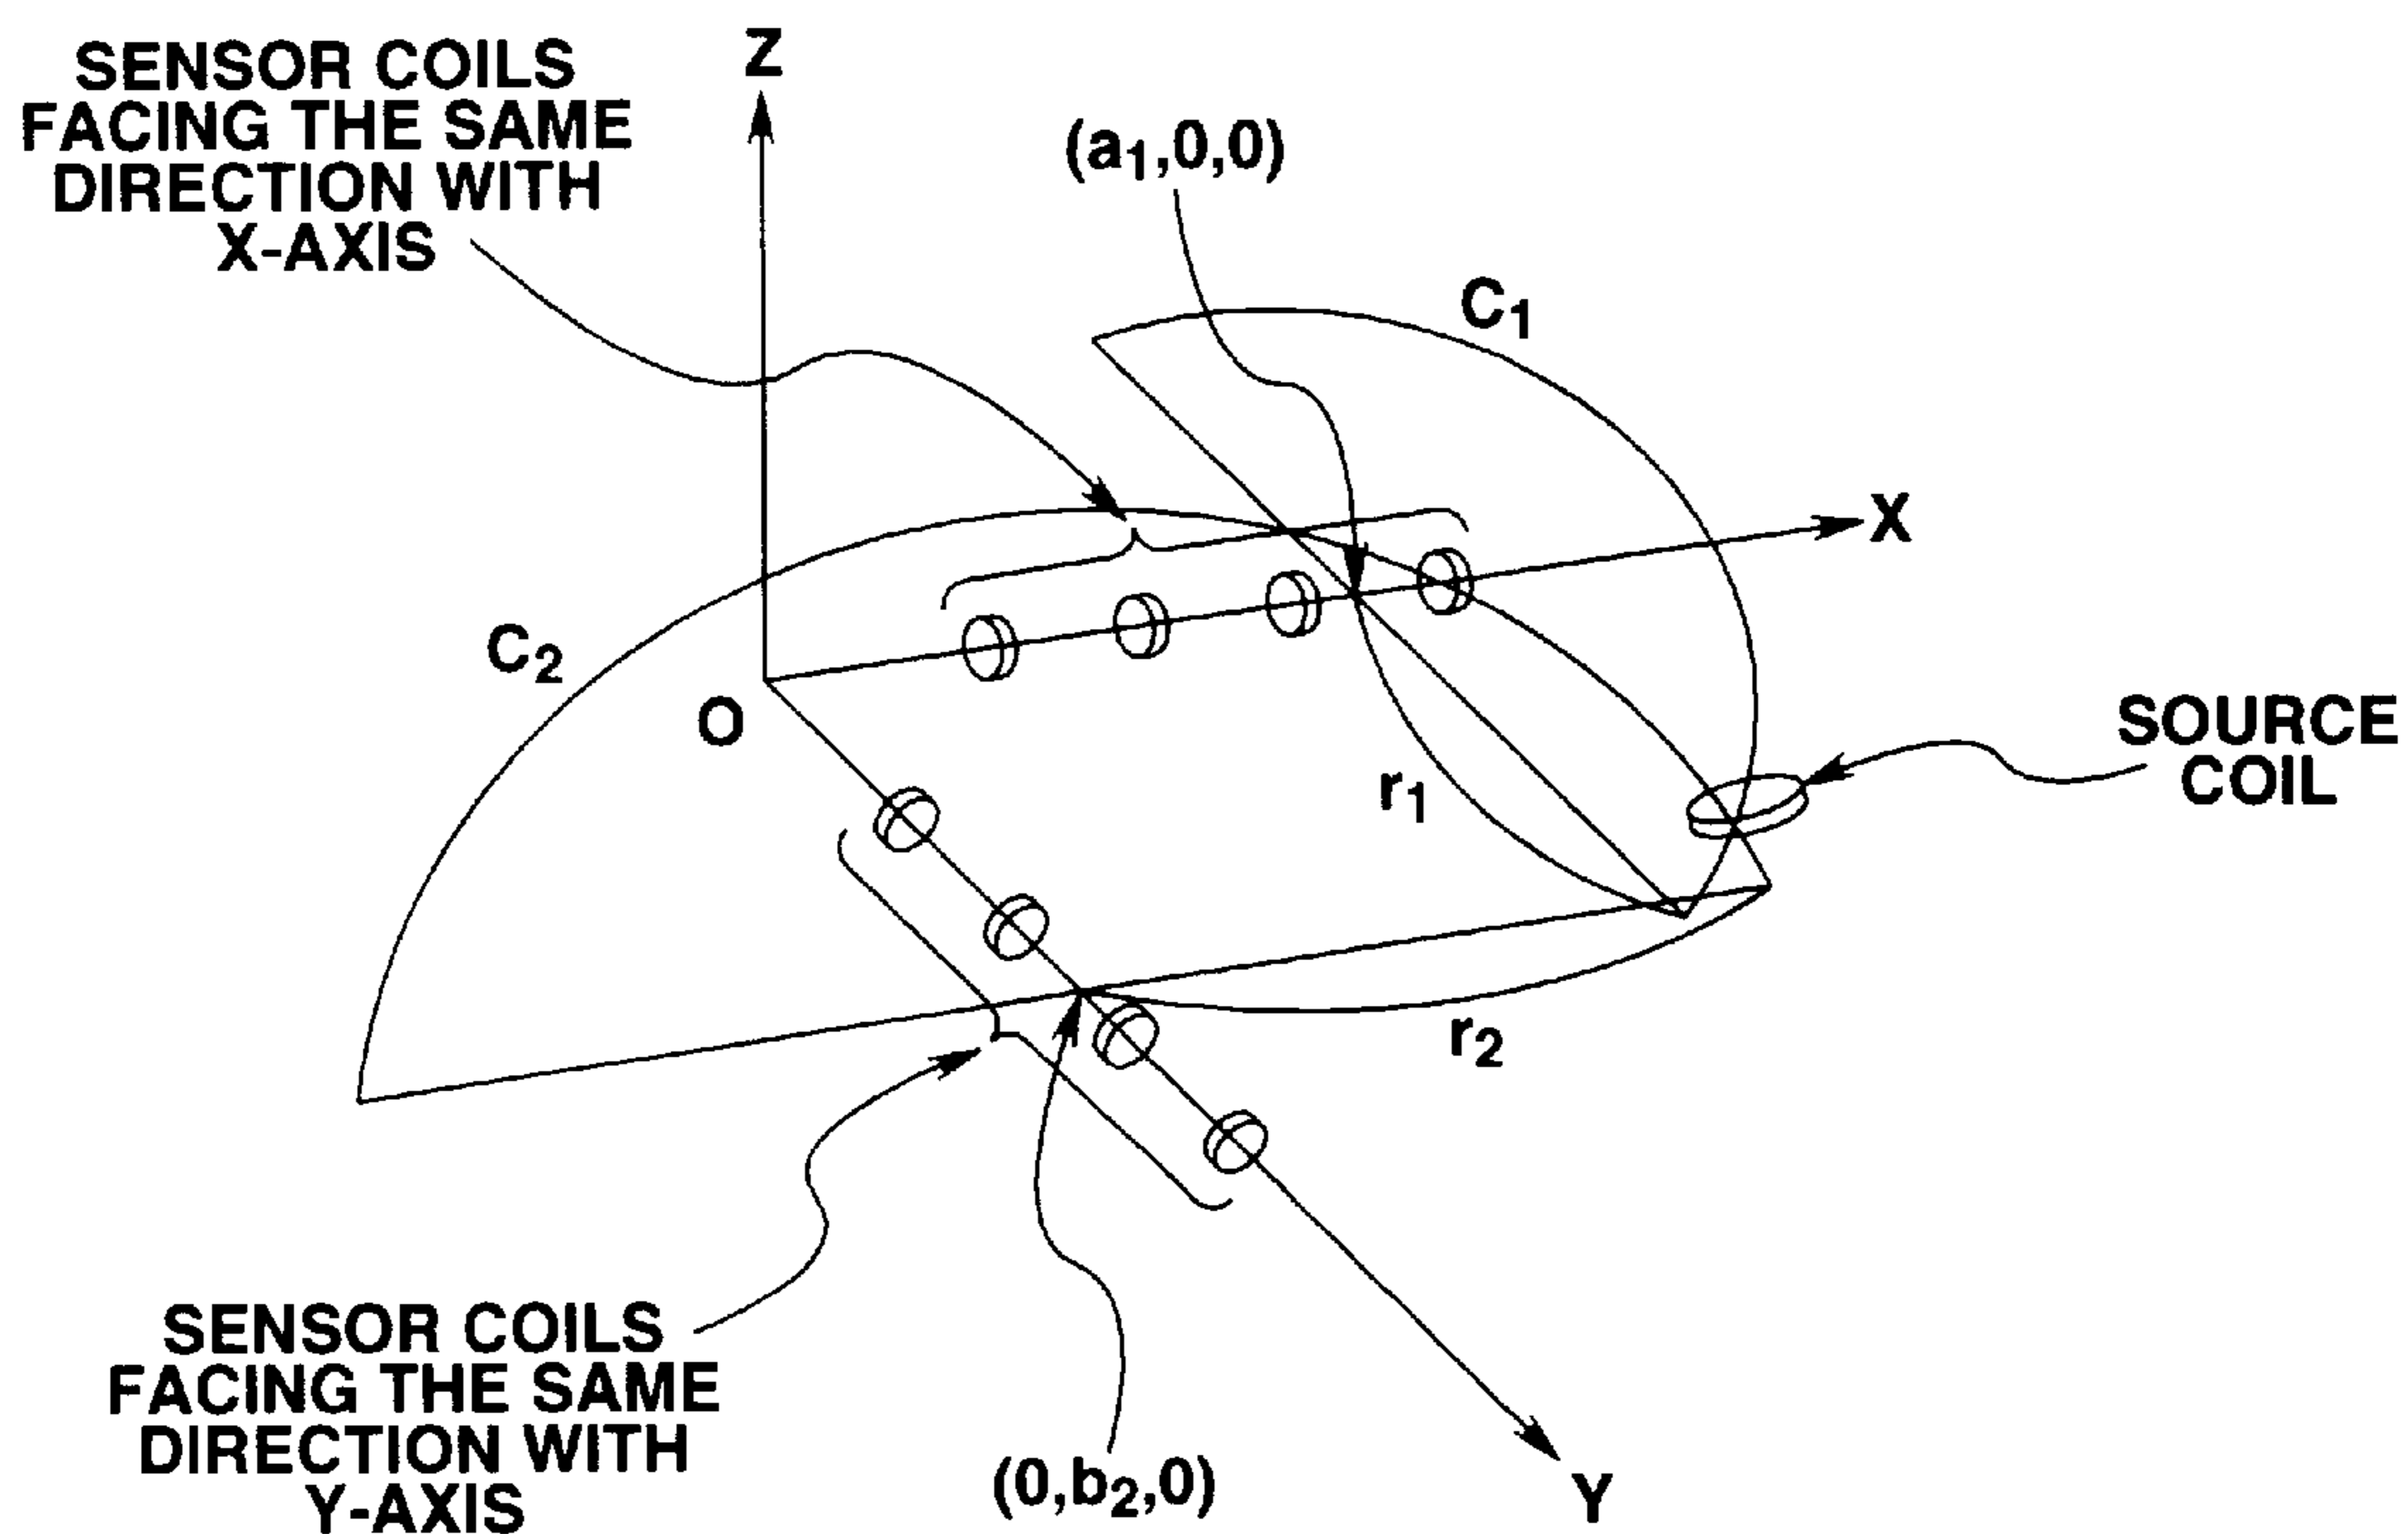 SENSOR COILS
FACING THE SAME
DIRECTION WITH
X-AXIS
Z
(a1,0,0)
C1
X
C2
O
r1
SOURCE
COIL
r2
SENSOR COILS
FACING THE SAME
DIRECTION WITH
Y-AXIS
(0,b2,0)
Y